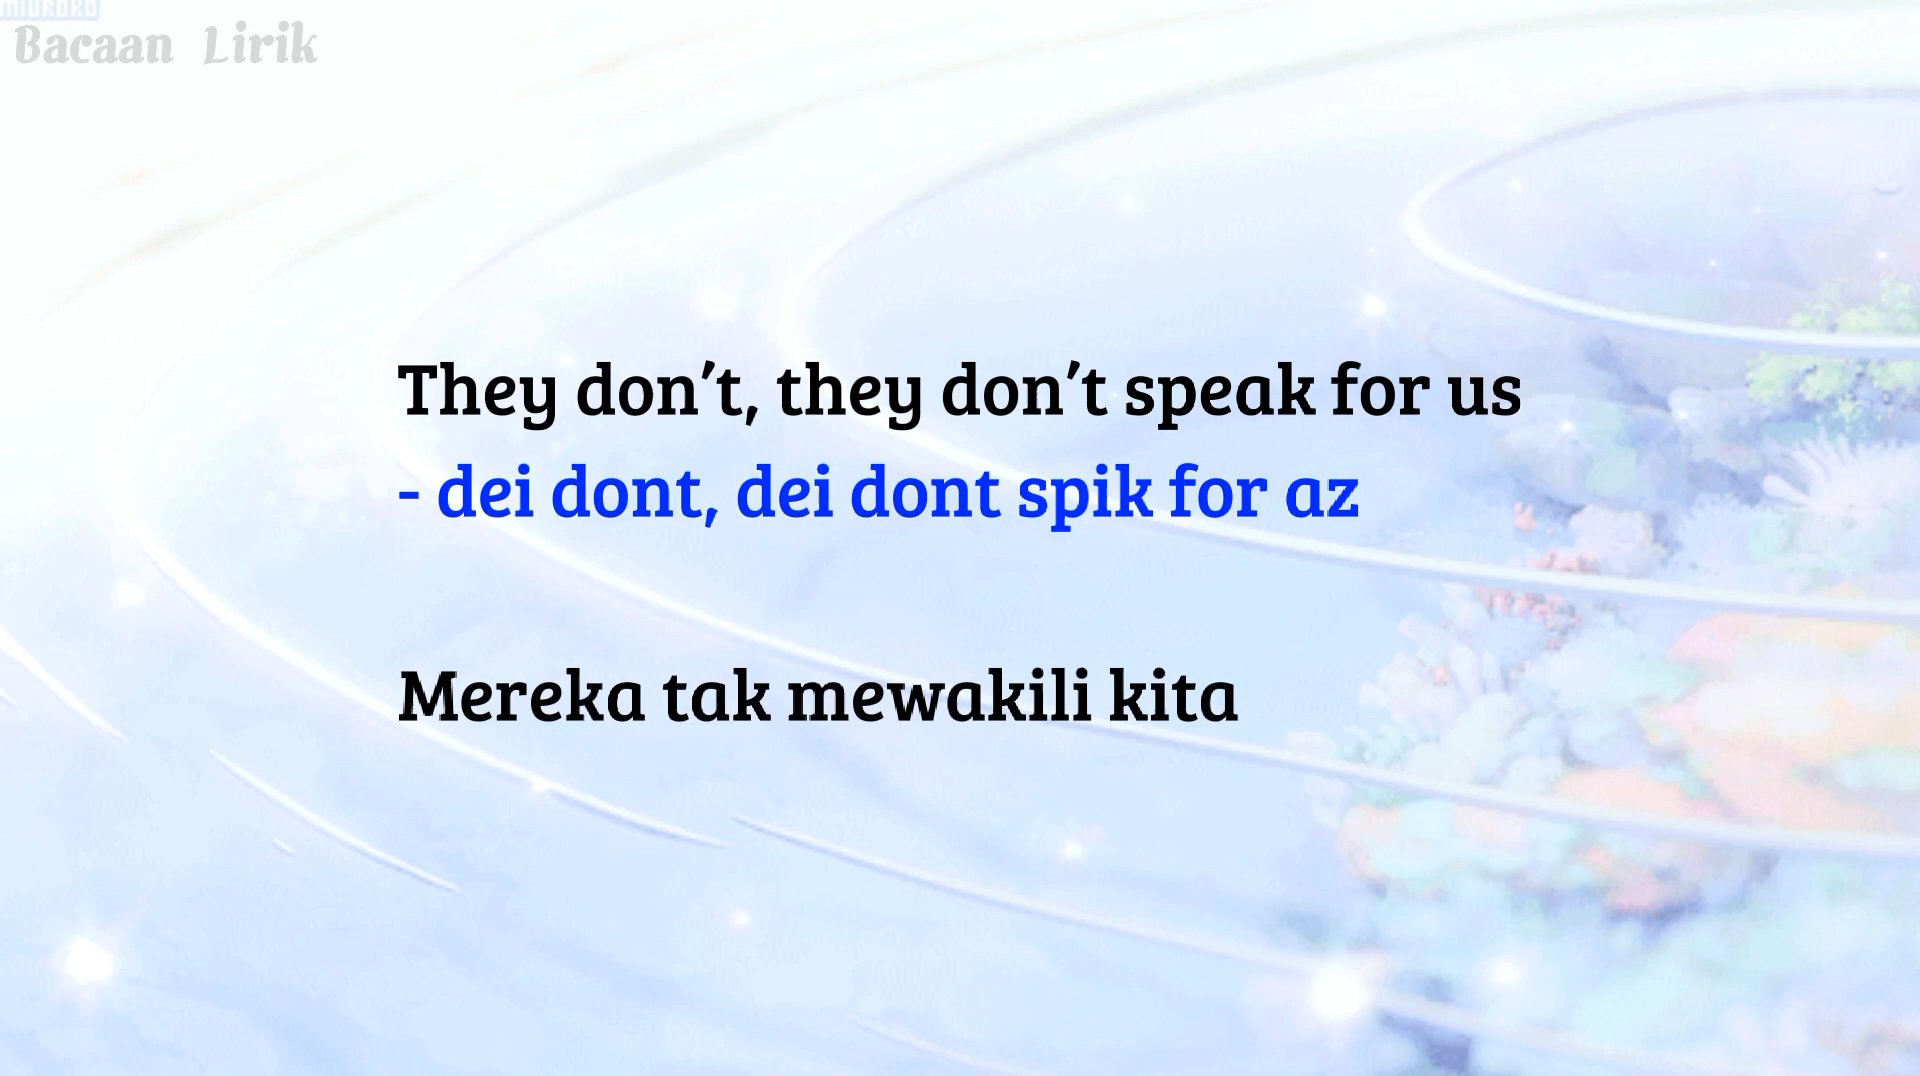 MIUROKO
Bacaan Lirik
They don't, they don't speak for us
- dei dont, dei dont spik for az
Mereka tak mewakili kita